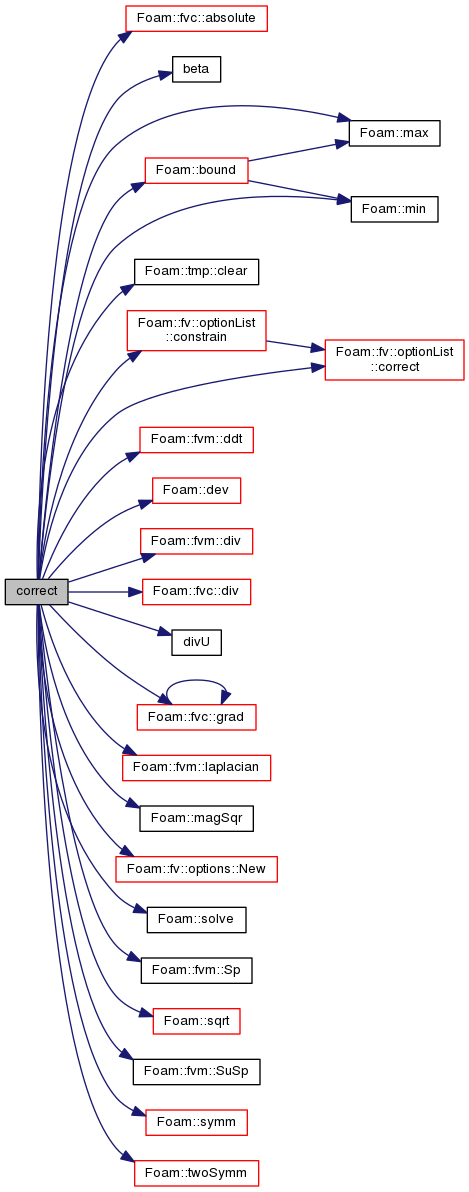 Foam::fvc::absolute
beta
Foam::max
Foam::bound
Foam::min
Foam::tmp::clear
Foam::fv::optionList
::constrain
Foam::fv::optionList
::correct
Foam::fvm::ddt
Foam::dev
Foam::fvm::div
correct
Foam::fvc::div
divU
Foam::fvc::grad
Foam::fvm::laplacian
Foam::magSqr
Foam::fv::options::New
Foam::solve
Foam::fvm::Sp
Foam::sqrt
Foam::fvm::SuSp
Foam::symm
Foam::twoSymm